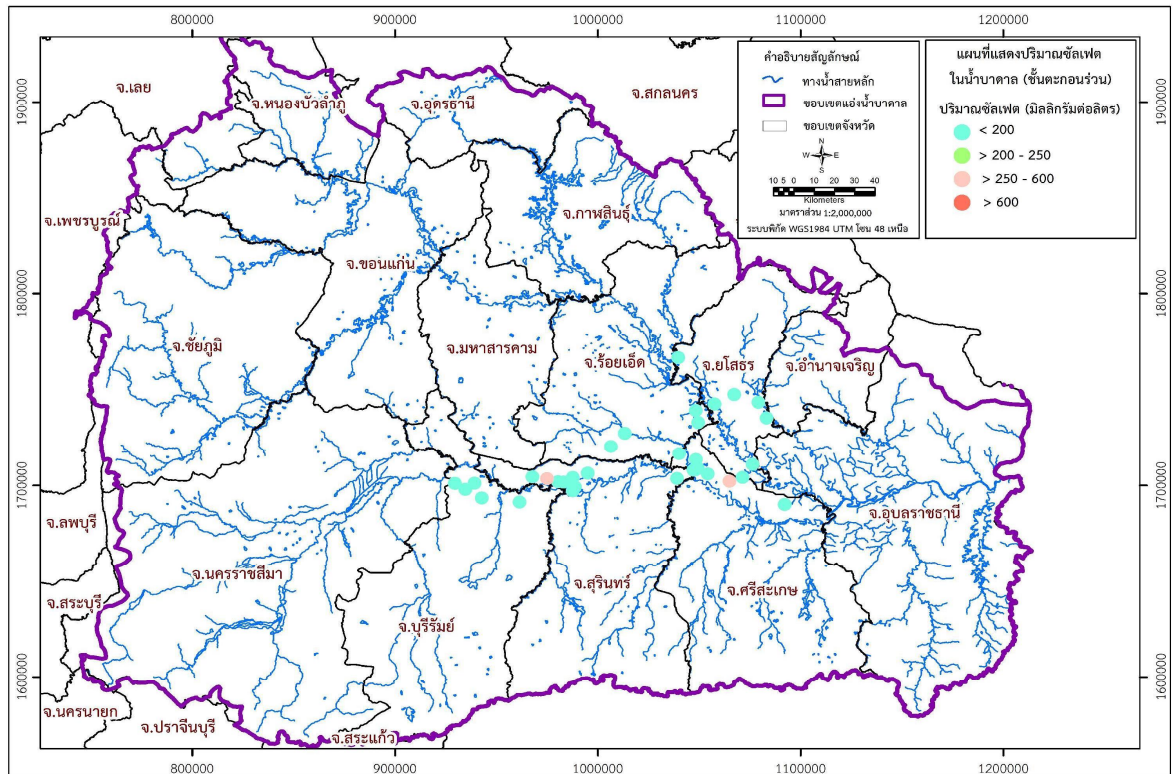 800000 900000 1000000 1100000 1200000
1900000
1800000
1700000
1600000
คำอธิบายสัญลักษณ์
ทางน้ำสายหลัก
ขอบเขตแอ่งน้ำบาดาล
ขอบเขตจังหวัด
N
W E
S
10 5 0 10 20 30 40
Kilometers
มาตราส่วน 1:2,000,000
ระบบพิกัด WGS1984 UTM โซน 48 เหนือ
แผนที่แสดงปริมาณซัลเฟต
ในน้ำบาดาล (ชั้นตะกอนร่วน)
ปริมาณซัลเฟต (มิลลิกรัมต่อลิตร)
< 200
> 200 - 250
> 250 - 600
> 600
จ.เลย
จ.หนองบัวลำภู
จ.อุดรธานี
จ.สกลนคร
จ.เพชรบูรณ์
จ.กาฬสินธุ์
จ.ขอนแก่น
จ.ชัยภูมิ
จ.มหาสารคาม
จ.ร้อยเอ็ด
จ.ยโสธร
จ.อำนาจเจริญ
จ.ลพบุรี
จ.อุบลราชธานี
จ.นครราชสีมา
จ.สระบุรี
จ.สุรินทร์
จ.ศรีสะเกษ
จ.บุรีรัมย์
จ.นครนายก
จ.ปราจีนบุรี
จ.สระแก้ว
1900000
1800000
1700000
1600000
800000 900000 1000000 1100000 1200000